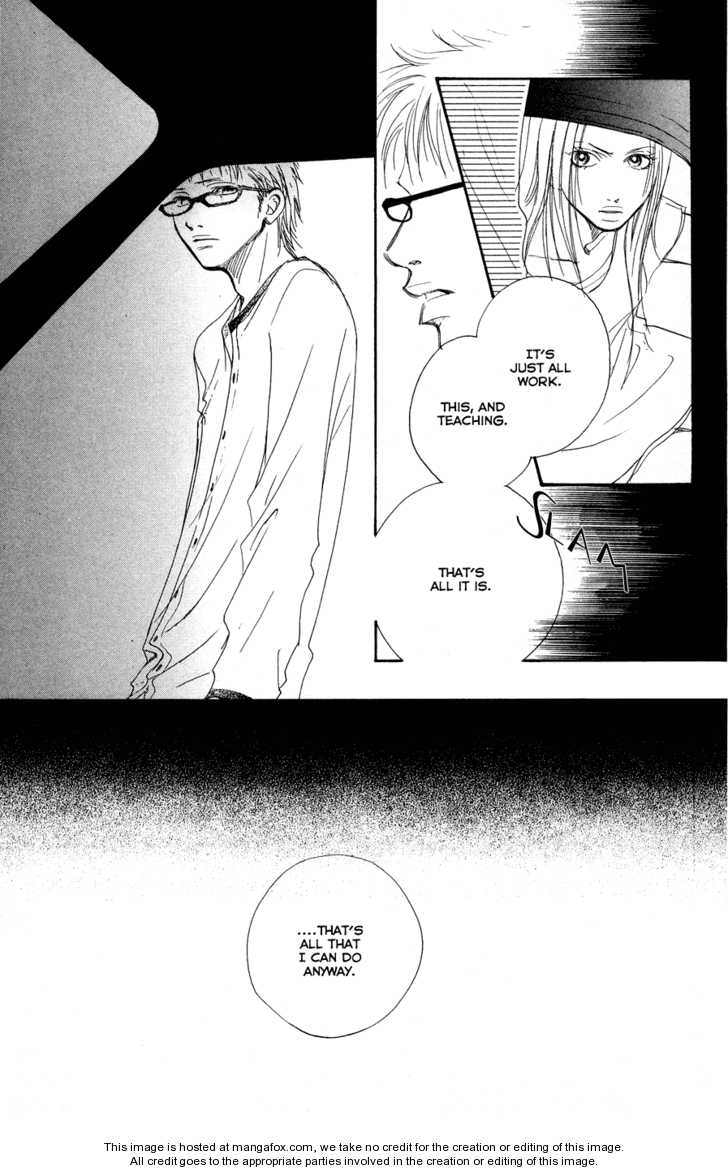 IT'S
JUST ALL
WORK.
THIS, AND
TEACHING.
SLAM
THAT'S
ALL IT IS.
....THAT'S
ALL THAT
I CAN DO
ANYWAY.
This image is hosted at mangafox.com, we take no credit for the creation or editing of this image.
All credit goes to the appropriate parties involved in the creation or editing of this image.